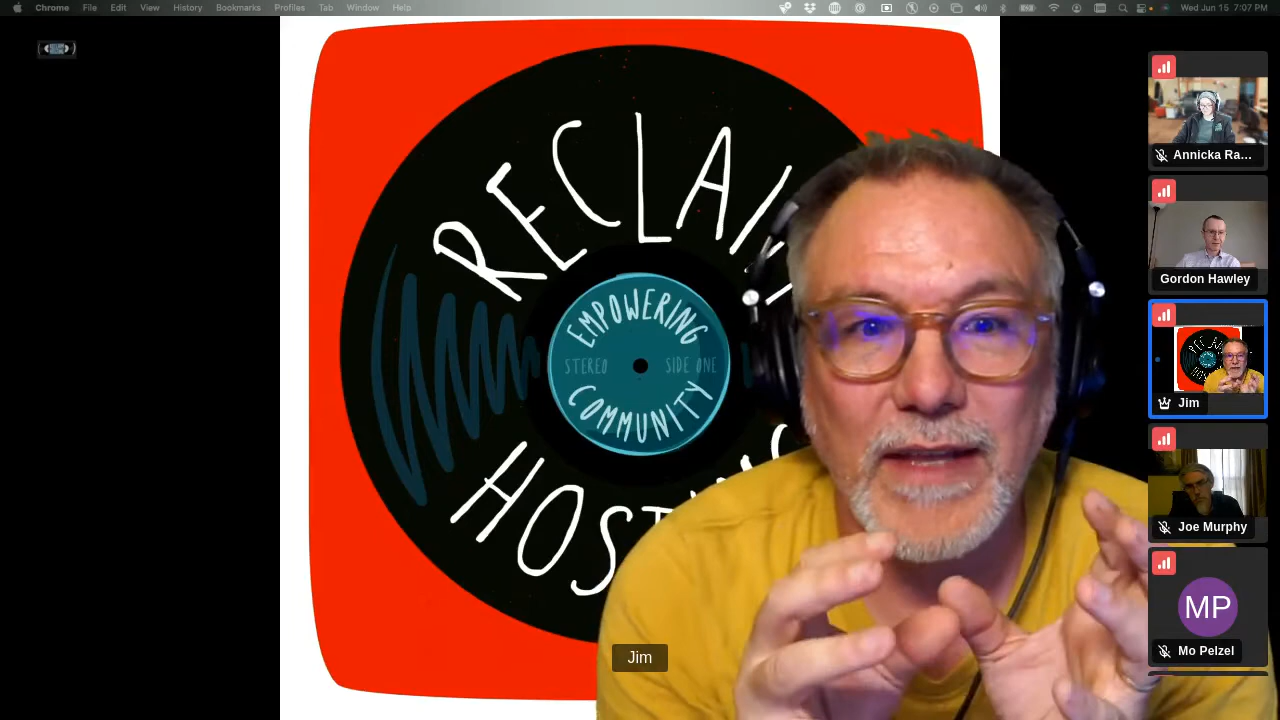 Chrome File Edit View History Bookmarks Profiles Tab Window Help Wed Jun 15 7:07 PM
RECLAIM
EMPOWERING
STEREO SIDE ONE
COMMUNITY
Jim
Annicka Ra...
Gordon Hawley
Jim
Joe Murphy
MP
Mo Pelzel